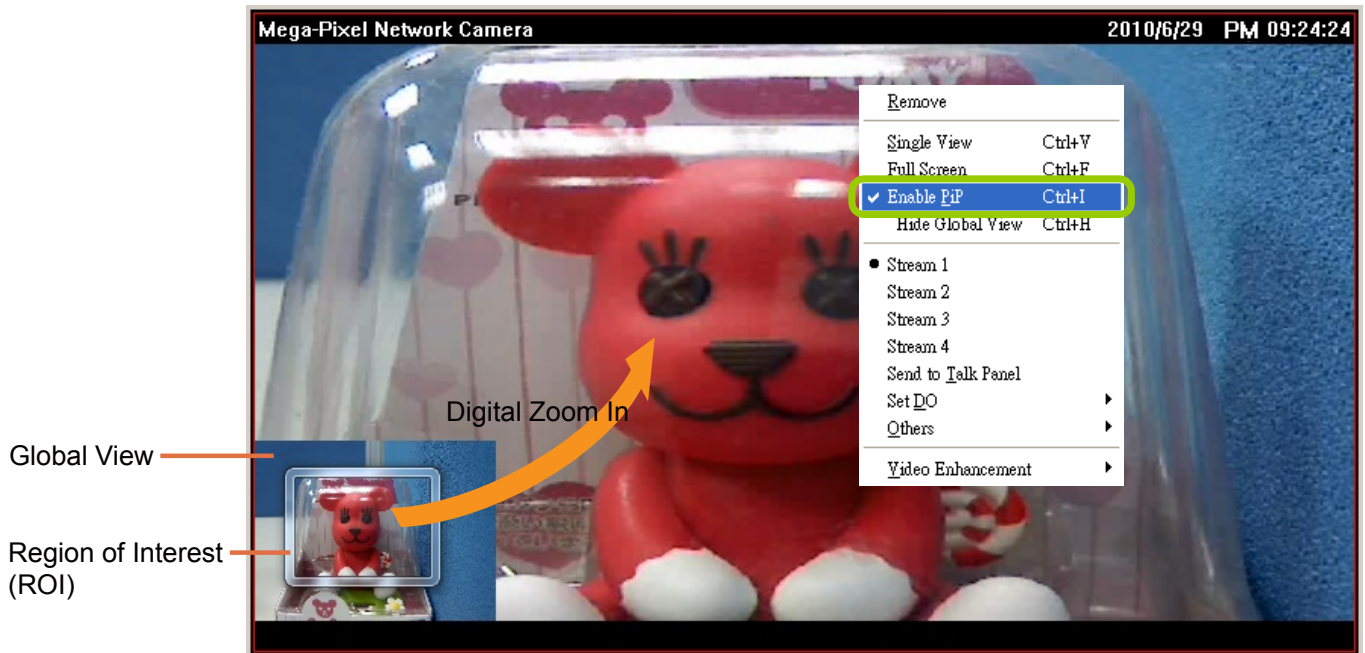 Mega-Pixel Network Camera 2010/6/29 PM 09:24:24
Remove
Single View Ctrl+V
Full Screen Ctrl+F
Enable PiP Ctrl+I
Hide Global View Ctrl+H
Stream 1
Stream 2
Stream 3
Stream 4
Send to Talk Panel
Set DO
Others
Video Enhancement
Digital Zoom In
Global View
Region of Interest
(ROI)